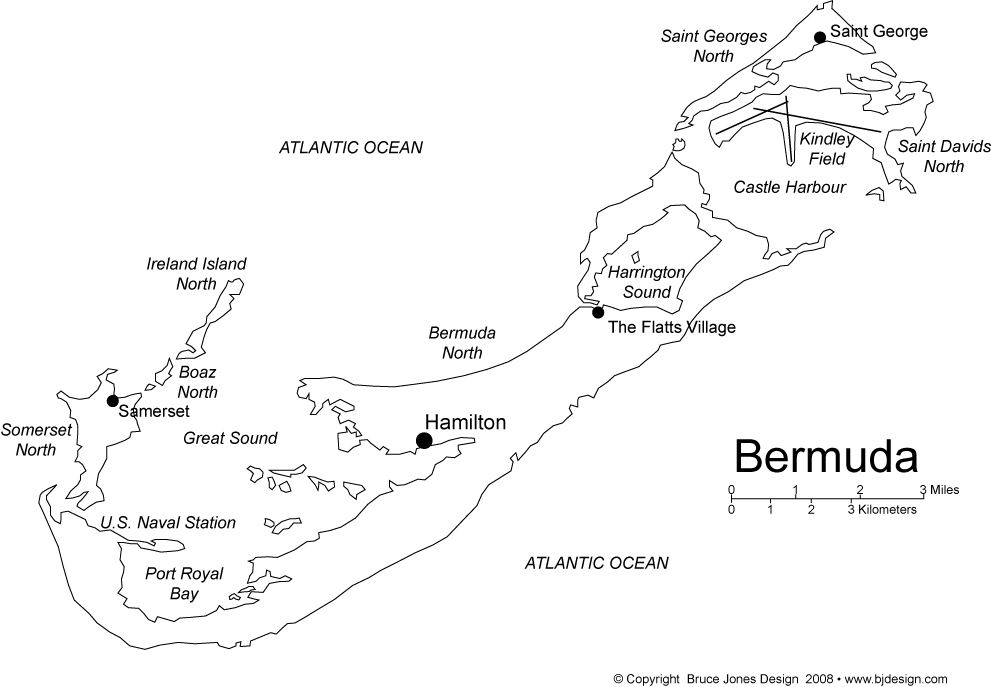 Saint Georges
North
Saint George
ATLANTIC OCEAN
Kindley
Field
Saint Davids
North
Castle Harbour
Ireland Island
North
Harrington
Sound
The Flatts Village
Bermuda
North
Boaz
North
Samerset
Somerset
North
Great Sound
Hamilton
Bermuda
0 1 2 3 Miles
0 1 2 3 Kilometers
U.S. Naval Station
ATLANTIC OCEAN
Port Royal
Bay
© Copyright Bruce Jones Design 2008 • www.bjdesign.com